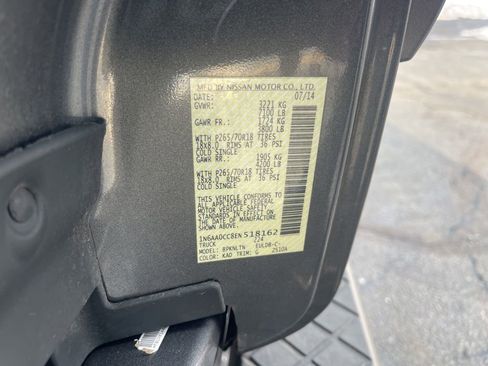 MFD BY NISSAN MOTOR CO., LTD.
DATE: 07/14
GVWR: 3221 KG
7100 LB
GAWR FR.: 1724 KG
3800 LB
WITH P265/70R18 TIRES
18x8.0 RIMS AT 36 PSI
COLD SINGLE
GAWR RR.: 1905 KG
4200 LB
WITH P265/70R18 TIRES
18x8.0 RIMS AT 36 PSI
COLD SINGLE
THIS VEHICLE CONFORMS TO
ALL APPLICABLE FEDERAL
MOTOR VEHICLE SAFETY
STANDARDS IN EFFECT ON
THE DATE OF MANUFACTURE
SHOWN ABOVE.
1N6AA0CC8EN518162
TRUCK Z24
MODEL: 8PKNLTN EULDB-C-
COLOR: KAD TRIM: G 2510A